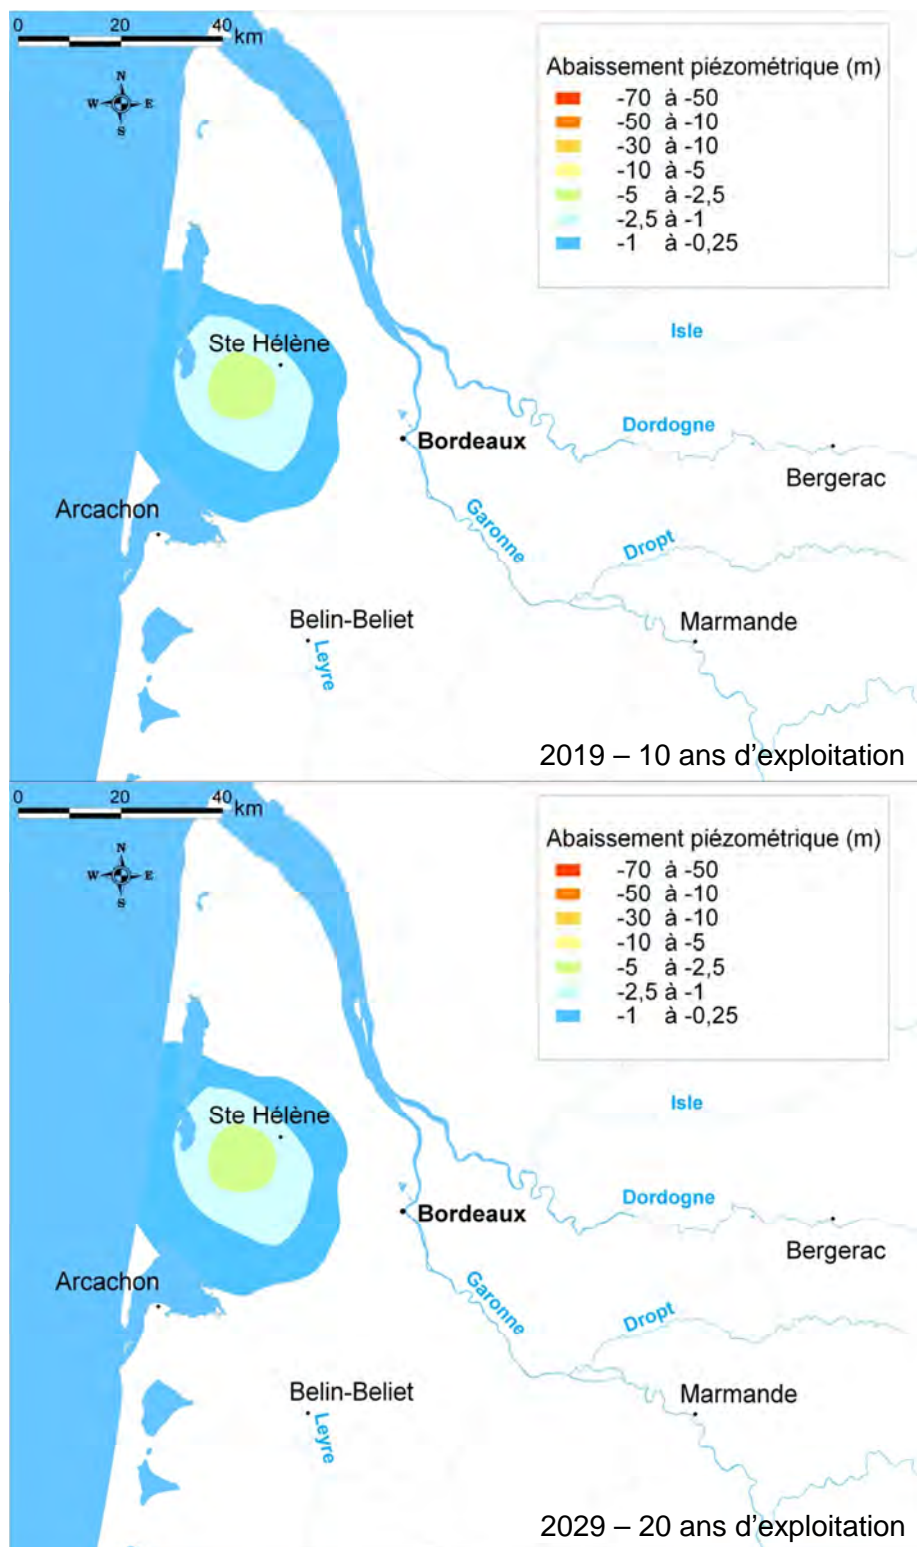 0 20 40
km
N
W E
S
Abaissement piézométrique (m)
-70 à -50
-50 à -10
-30 à -10
-10 à -5
-5 à -2,5
-2,5 à -1
-1 à -0,25
Isle
Ste Hélène
Dordogne
Bordeaux
Bergerac
Arcachon
Garonne
Dropt
Belin-Beliet
Marmande
Leyre
2019 – 10 ans d'exploitation
0 20 40
km
N
W E
S
Abaissement piézométrique (m)
-70 à -50
-50 à -10
-30 à -10
-10 à -5
-5 à -2,5
-2,5 à -1
-1 à -0,25
Isle
Ste Hélène
Dordogne
Bordeaux
Bergerac
Arcachon
Garonne
Dropt
Belin-Beliet
Marmande
Leyre
2029 – 20 ans d'exploitation